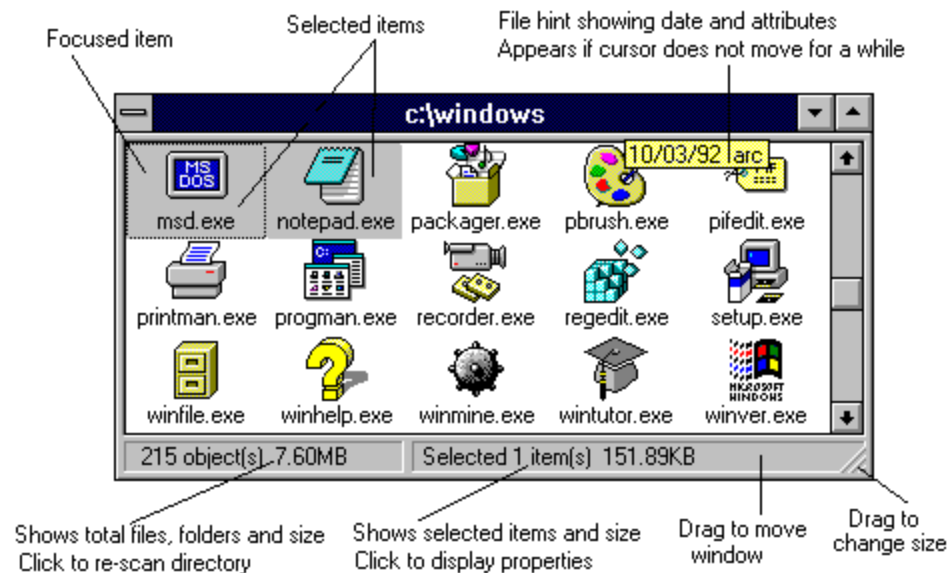 Focused item
Selected items
File hint showing date and attributes
Appears if cursor does not move for a while
c:\windows
MS
DOS
10/03/92 arc
msd.exe notepad.exe packager.exe pbrush.exe pifedit.exe
C:
printman.exe progman.exe recorder.exe regedit.exe setup.exe
MICROSOFT
WINDOWS
winfile.exe winhelp.exe winmine.exe wintutor.exe winver.exe
215 object(s) 7.60MB Selected 1 item(s) 151.89KB
Shows total files, folders and size
Click to re-scan directory
Shows selected items and size
Click to display properties
Drag to move
window
Drag to
change size